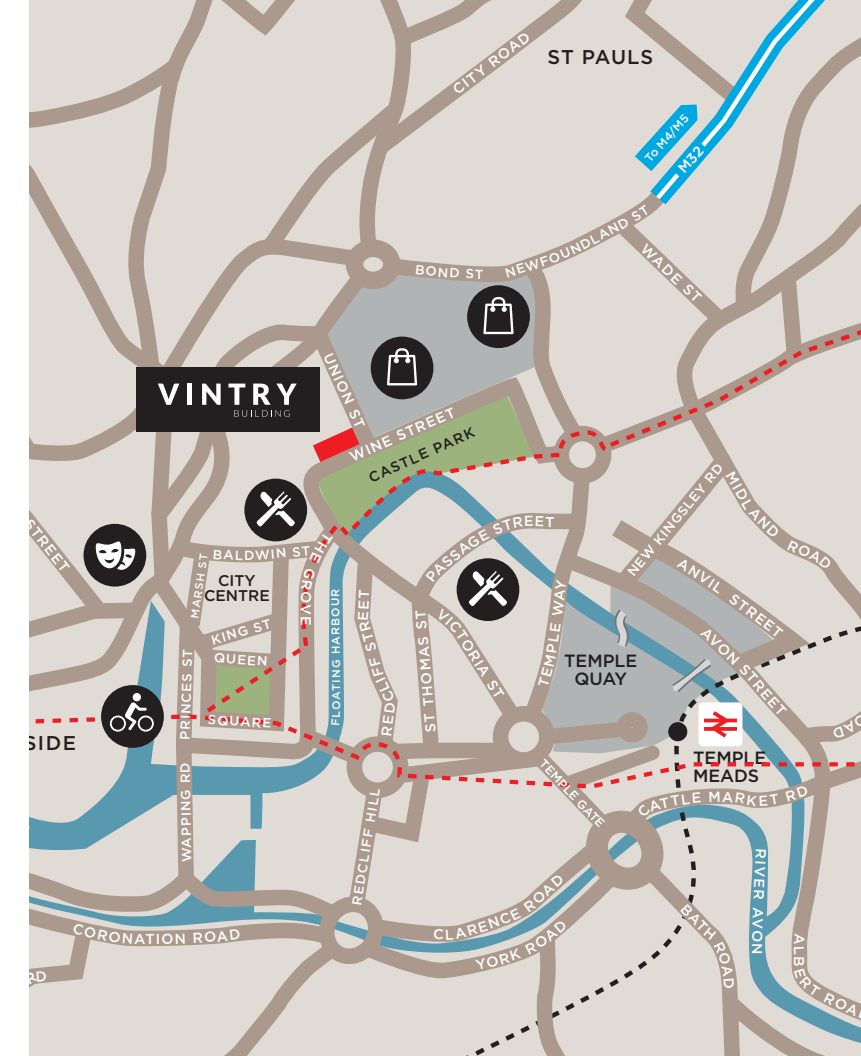 ST PAULS
CITY ROAD
To M4/M5
M32
BOND ST
NEWFOUNDLAND ST
WADE ST
UNION ST
VINTRY
BUILDING
WINE STREET
CASTLE PARK
STREET
MARSH ST
BALDWIN ST
THE GROVE
CITY
CENTRE
KING ST
QUEEN
SQUARE
PRINCES ST
FLOATING HARBOUR
REDCLIFF STREET
ST THOMAS ST
VICTORIA ST
PASSAGE STREET
TEMPLE WAY
NEW KINGSLEY RD
MIDLAND ROAD
ANVIL STREET
AVON STREET
TEMPLE
QUAY
SIDE
TEMPLE
MEADS
OAD
WAPPING RD
REDCLIFF HILL
TEMPLE GATE
CATTLE MARKET RD
CORONATION ROAD
CLARENCE ROAD
YORK ROAD
BATH ROAD
RIVER AVON
ALBERT ROAD
RD